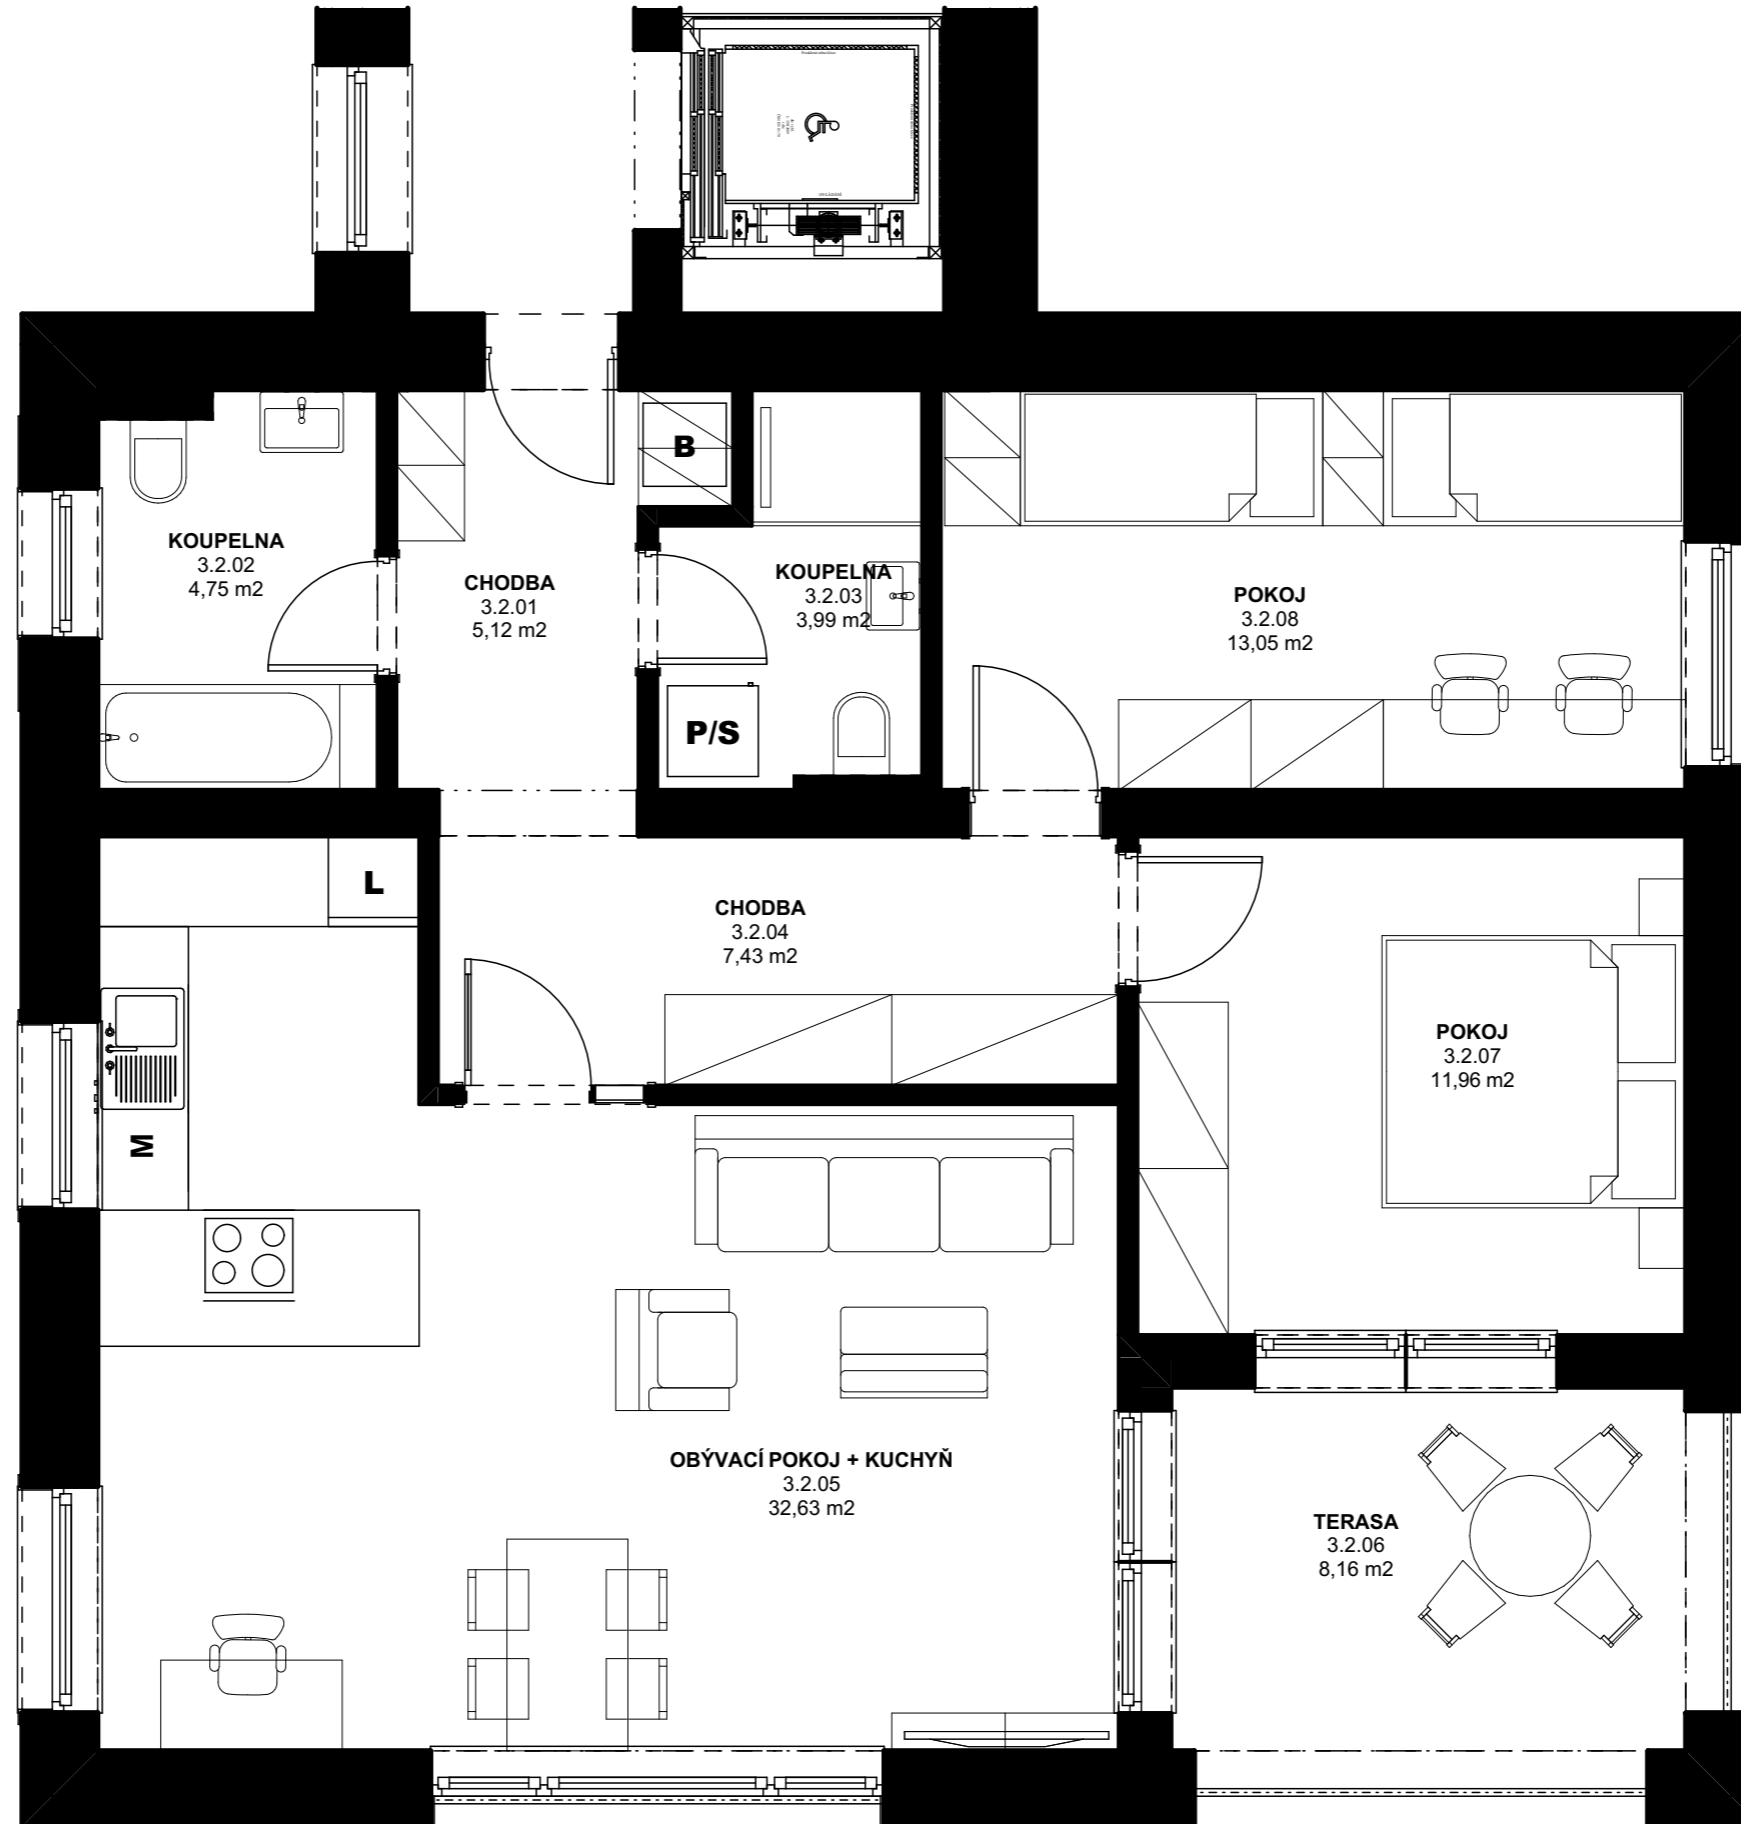 B
KOUPELNA
3.2.02
4,75 m2
CHODBA
3.2.01
5,12 m2
KOUPELNA
3.2.03
3,99 m2
POKOJ
3.2.08
13,05 m2
P/S
L
CHODBA
3.2.04
7,43 m2
POKOJ
3.2.07
11,96 m2
M
OBÝVACÍ POKOJ + KUCHYŇ
3.2.05
32,63 m2
TERASA
3.2.06
8,16 m2